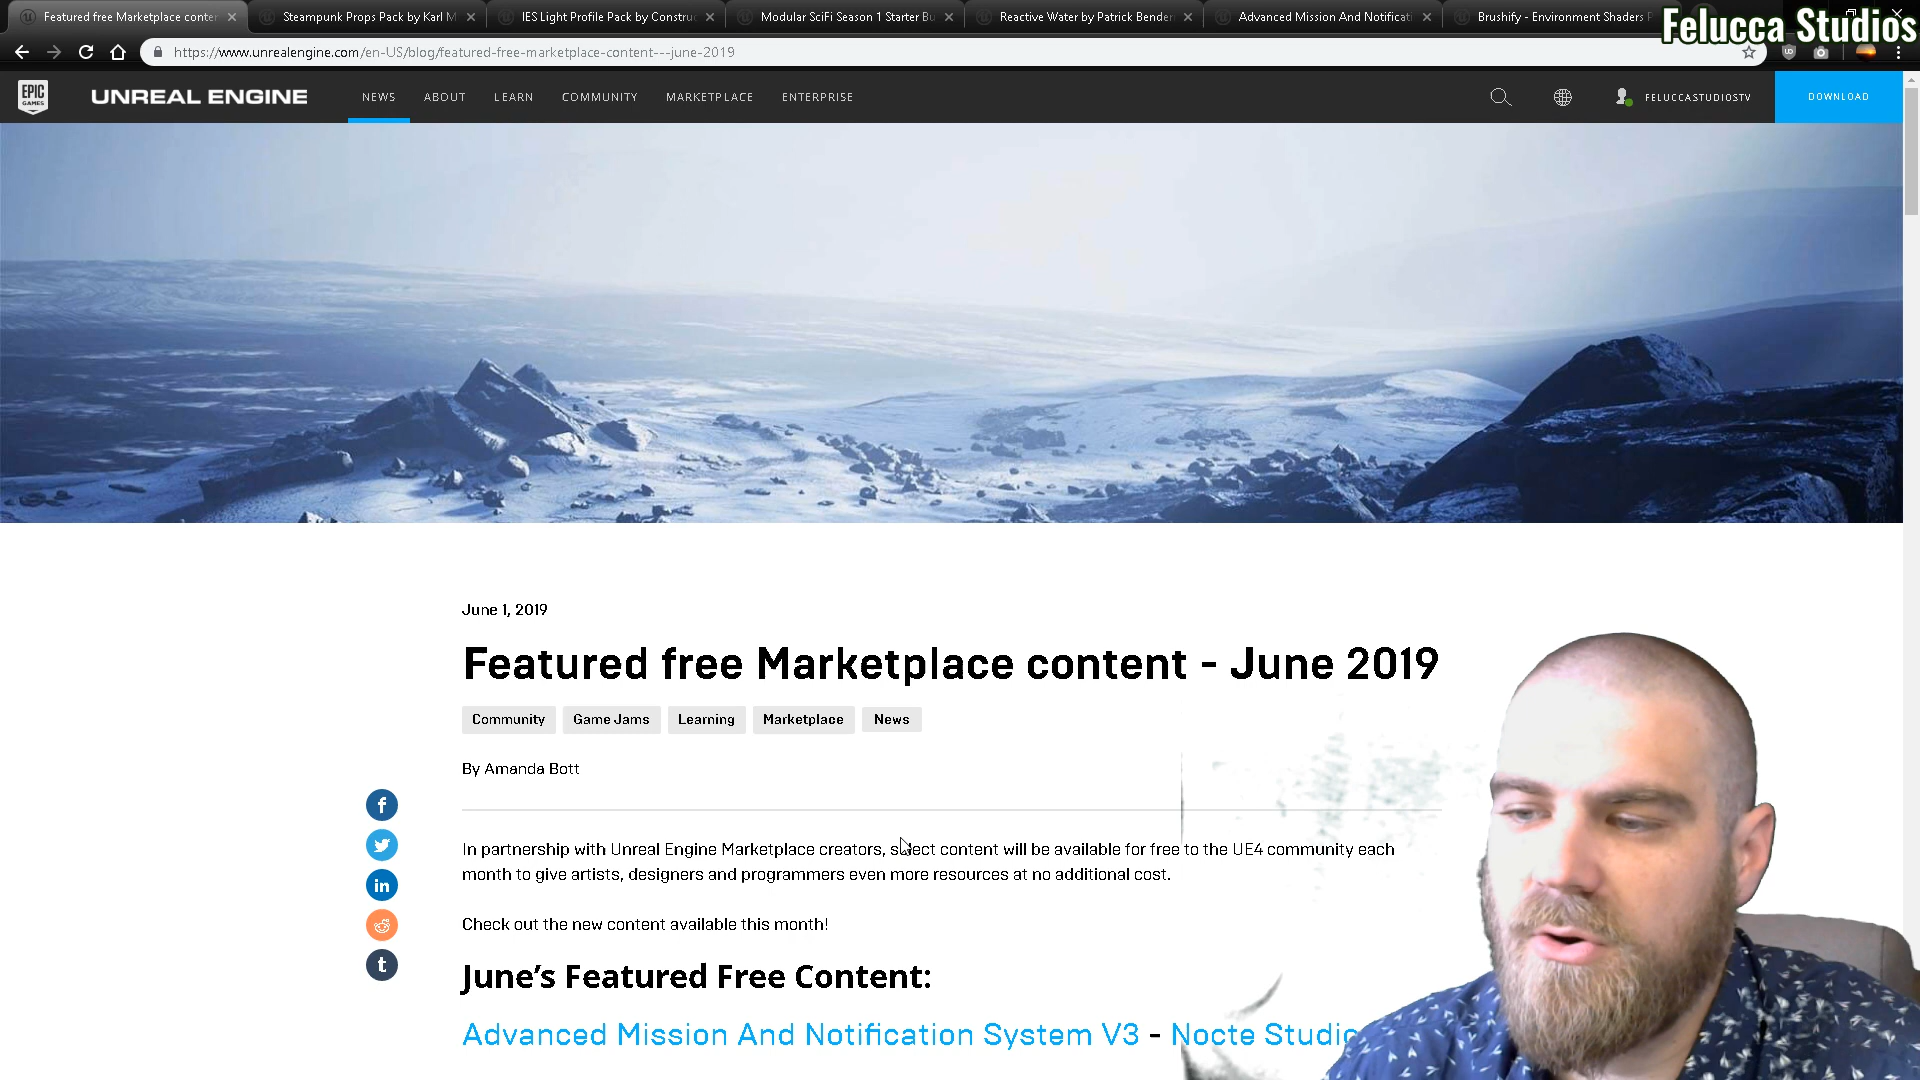 Featured free Marketplace conten
Steampunk Props Pack by Karl M
IES Light Profile Pack by Construc
Modular SciFi Season 1 Starter Bu
Reactive Water by Patrick Bender
Advanced Mission And Notificati
Brushify - Environment Shaders P
Felucca Studios
https://www.unrealengine.com/en-US/blog/featured-free-marketplace-content---june-2019
EPIC
GAMES
UNREAL ENGINE
NEWS
ABOUT
LEARN
COMMUNITY
MARKETPLACE
ENTERPRISE
FELUCCASTUDIOSTV
DOWNLOAD
June 1, 2019
Featured free Marketplace content - June 2019
Community
Game Jams
Learning
Marketplace
News
By Amanda Bott
In partnership with Unreal Engine Marketplace creators, select content will be available for free to the UE4 community each
month to give artists, designers and programmers even more resources at no additional cost.
Check out the new content available this month!
June's Featured Free Content:
Advanced Mission And Notification System V3 - Nocte Studio